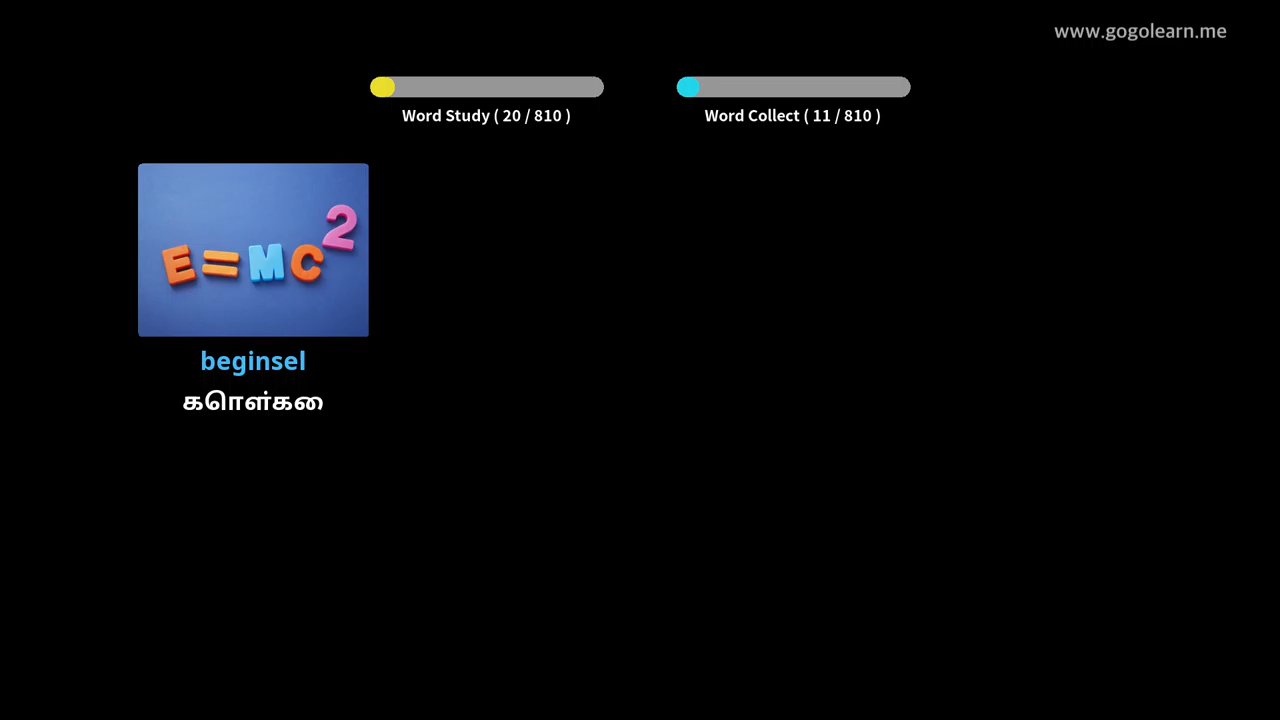 www.gogolearn.me
Word Study ( 20 / 810 )
Word Collect ( 11 / 810 )
E=MC2
beginsel
கொள்கை